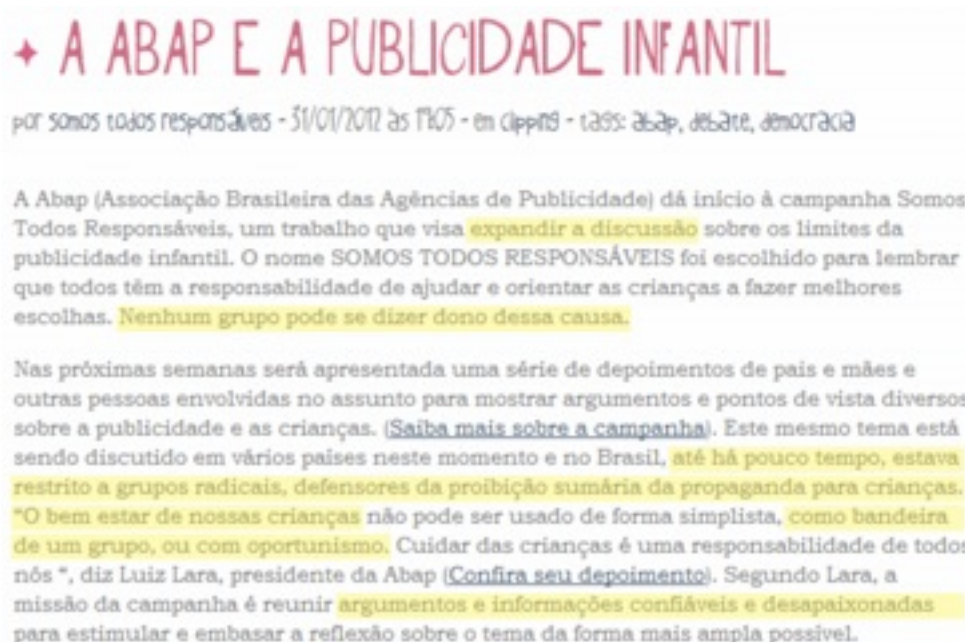 + A ABAP E A PUBLICIDADE INFANTIL
por somos todos responsáveis - 31/01/2012 às 11h05 - em clipping - tags: abap, debate, democracia
A Abap (Associação Brasileira das Agências de Publicidade) dá início à campanha Somos
Todos Responsáveis, um trabalho que visa expandir a discussão sobre os limites da
publicidade infantil. O nome SOMOS TODOS RESPONSÁVEIS foi escolhido para lembrar
que todos têm a responsabilidade de ajudar e orientar as crianças a fazer melhores
escolhas. Nenhum grupo pode se dizer dono dessa causa.
Nas próximas semanas será apresentada uma série de depoimentos de pais e mães e
outras pessoas envolvidas no assunto para mostrar argumentos e pontos de vista diversos
sobre a publicidade e as crianças. (Saiba mais sobre a campanha). Este mesmo tema está
sendo discutido em vários países neste momento e no Brasil, até há pouco tempo, estava
restrito a grupos radicais, defensores da proibição sumária da propaganda para crianças.
"O bem estar de nossas crianças não pode ser usado de forma simplista, como bandeira
de um grupo, ou com oportunismo. Cuidar das crianças é uma responsabilidade de todos
nós ", diz Luiz Lara, presidente da Abap (Confira seu depoimento). Segundo Lara, a
missão da campanha é reunir argumentos e informações confiáveis e desapaixonadas
para estimular e embasar a reflexão sobre o tema da forma mais ampla possível.